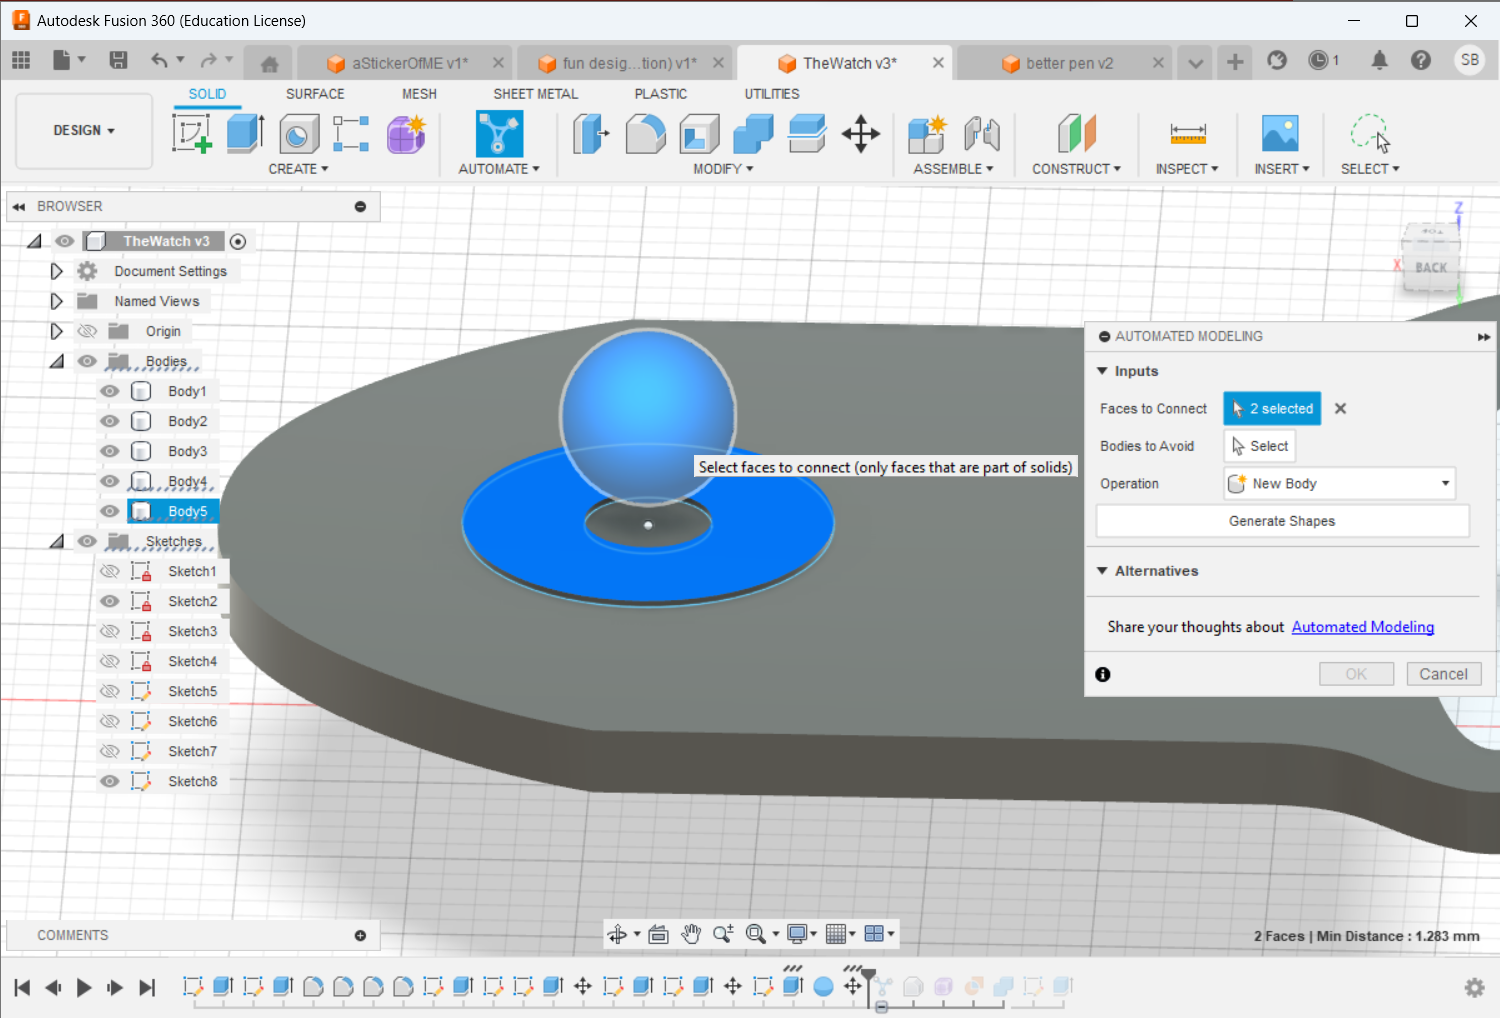 Autodesk Fusion 360 (Education License)
aStickerOfME v1*
fun desig...tion) v1*
TheWatch v3*
better pen v2
1
SB
SOLID
SURFACE
MESH
SHEET METAL
PLASTIC
UTILITIES
DESIGN
CREATE
AUTOMATE
MODIFY
ASSEMBLE
CONSTRUCT
INSPECT
INSERT
SELECT
BROWSER
TheWatch v3
Document Settings
Named Views
Origin
Bodies
Body1
Body2
Body3
Body4
Body5
Sketches
Sketch1
Sketch2
Sketch3
Sketch4
Sketch5
Sketch6
Sketch7
Sketch8
Z
TOP
X
BACK
Select faces to connect (only faces that are part of solids)
AUTOMATED MODELING
Inputs
Faces to Connect 2 selected
Bodies to Avoid Select
Operation New Body
Generate Shapes
Alternatives
Share your thoughts about Automated Modeling
OK Cancel
COMMENTS
2 Faces | Min Distance : 1.283 mm